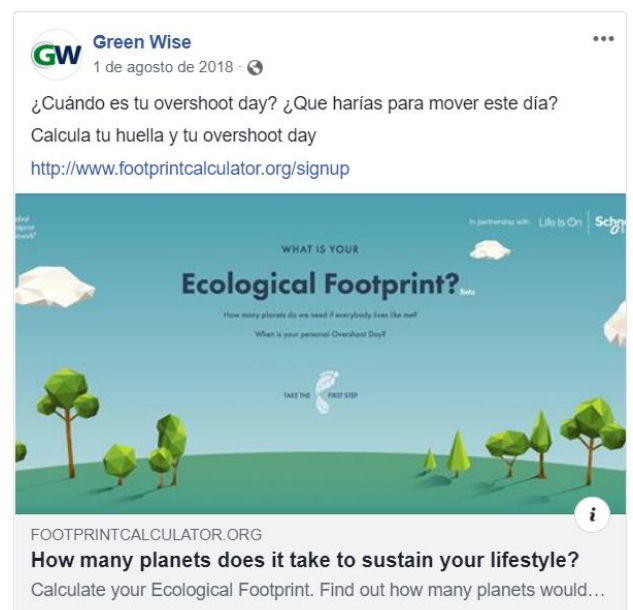 GW
Green Wise
1 de agosto de 2018 ·
¿Cuándo es tu overshoot day? ¿Que harías para mover este día?
Calcula tu huella y tu overshoot day
http://www.footprintcalculator.org/signup
In partnership with Life Is On
WHAT IS YOUR
Ecological Footprint? Beta
How many planets do we need if everybody lives like me?
When is your personal Overshoot Day?
TAKE THE FIRST STEP
i
FOOTPRINTCALCULATOR.ORG
How many planets does it take to sustain your lifestyle?
Calculate your Ecological Footprint. Find out how many planets would…